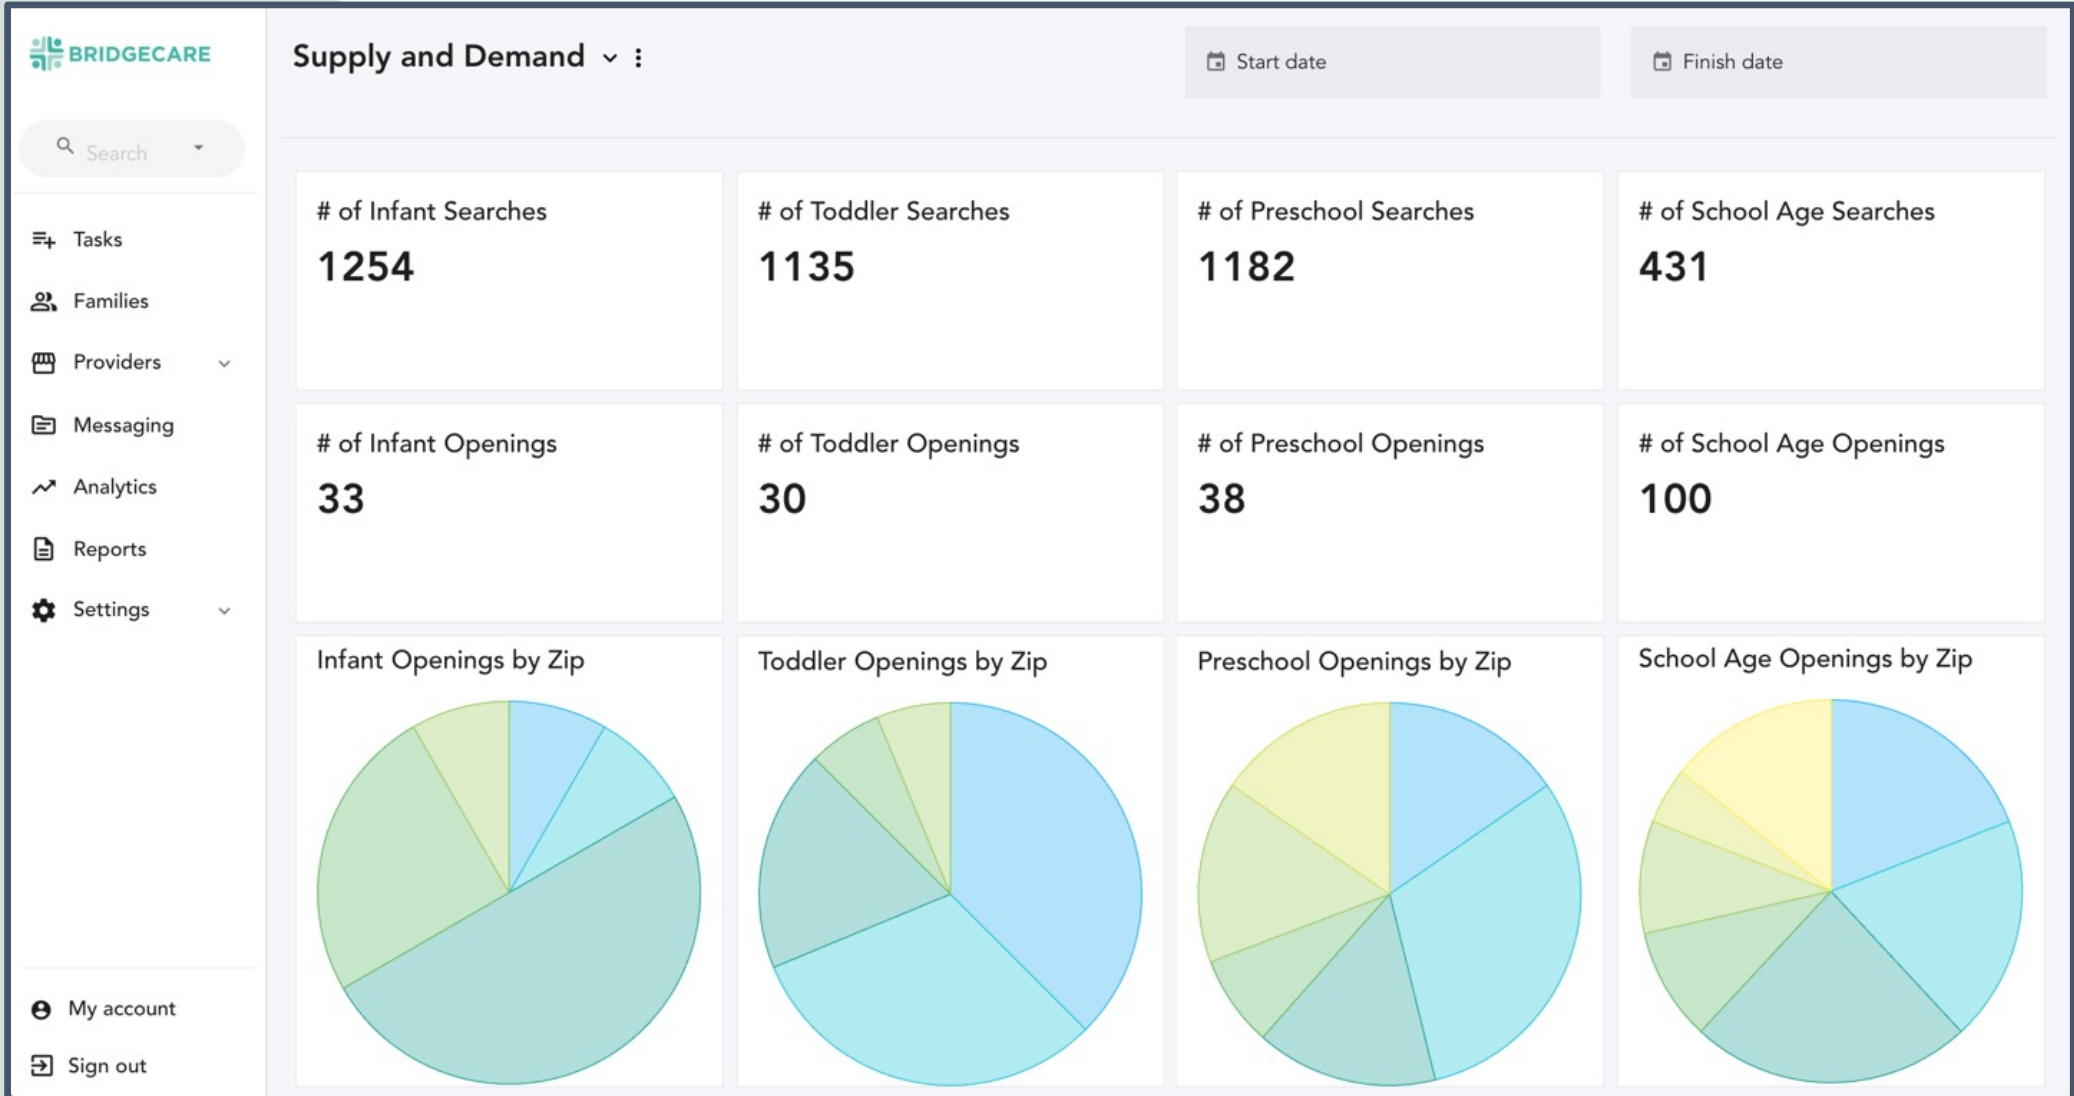 BRIDGECARE
Search
Tasks
Families
Providers
Messaging
Analytics
Reports
Settings
My account
Sign out
Supply and Demand
Start date
Finish date
# of Infant Searches
1254
# of Toddler Searches
1135
# of Preschool Searches
1182
# of School Age Searches
431
# of Infant Openings
33
# of Toddler Openings
30
# of Preschool Openings
38
# of School Age Openings
100
Infant Openings by Zip
Toddler Openings by Zip
Preschool Openings by Zip
School Age Openings by Zip